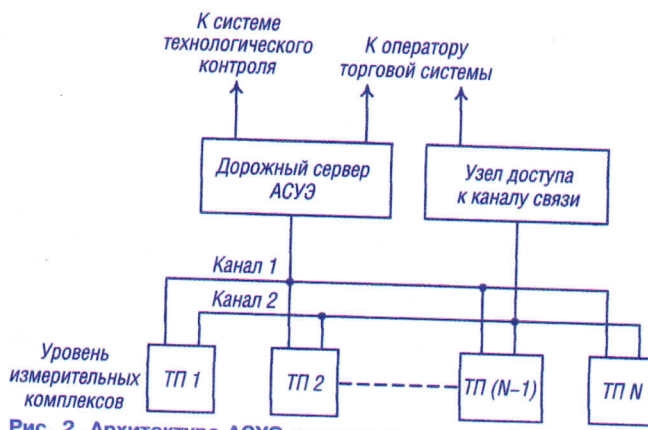 К системе
технологического
контроля
К оператору
торговой системы
Дорожный сервер
АСУЭ
Узел доступа
к каналу связи
Канал 1
Канал 2
Уровень
измерительных
комплексов
ТП 1
ТП 2
ТП (N–1)
ТП N
Рис. 2. Архитектура